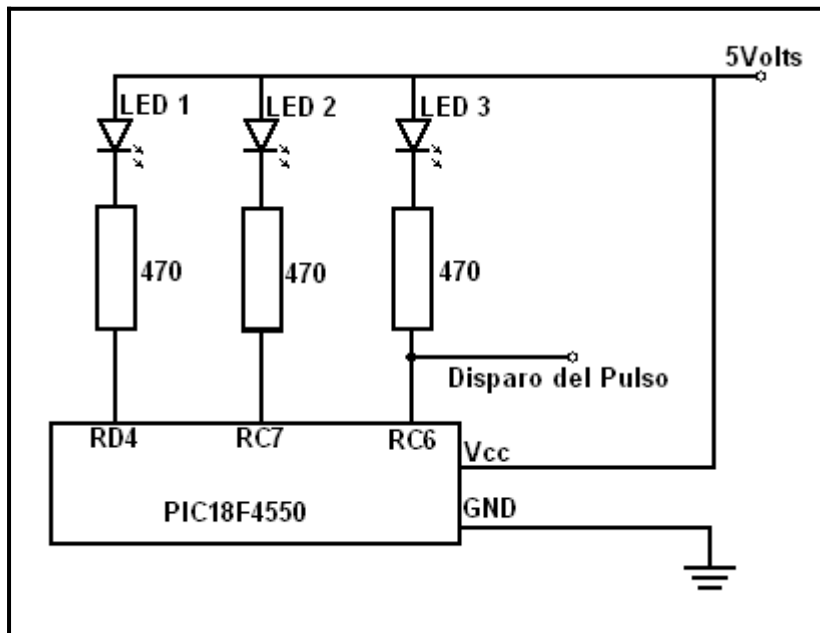 5Volts
LED 1
LED 2
LED 3
470
470
470
Disparo del Pulso
RD4
RC7
RC6
Vcc
PIC18F4550
GND